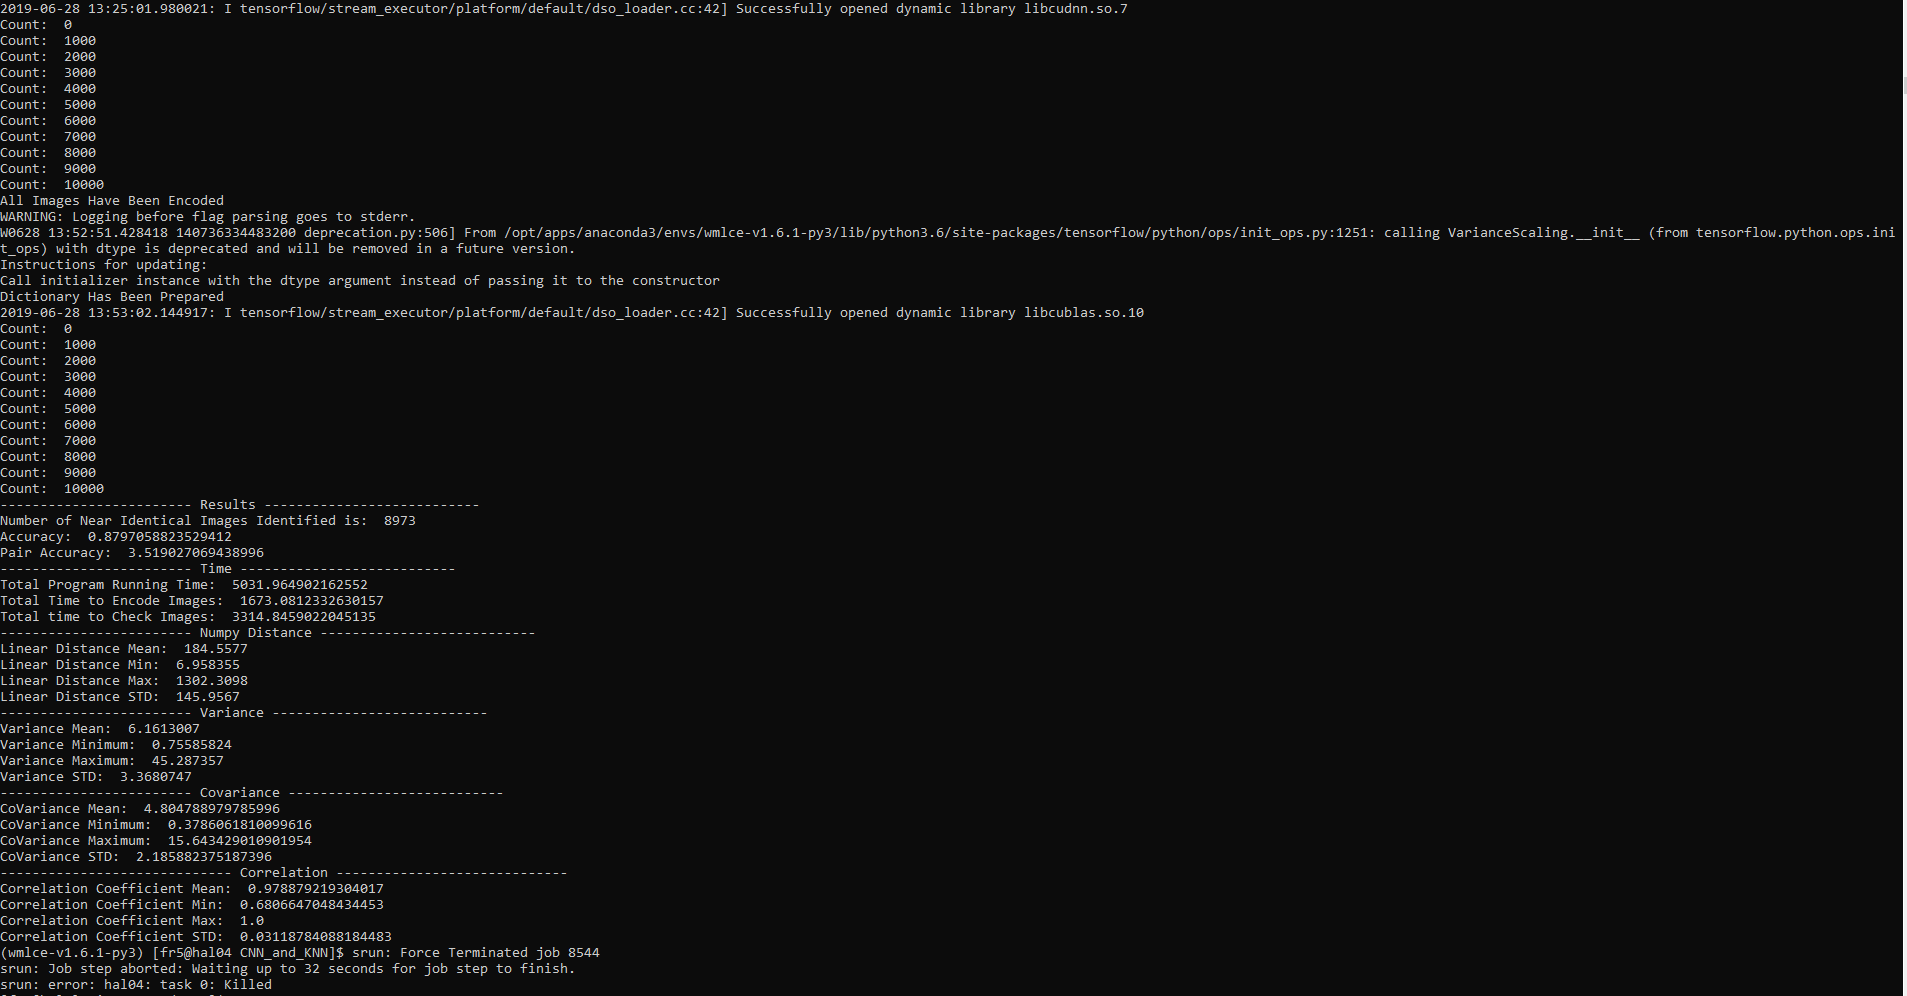 2019-06-28 13:25:01.980021: I tensorflow/stream_executor/platform/default/dso_loader.cc:42] Successfully opened dynamic library libcudnn.so.7
Count:  0
Count:  1000
Count:  2000
Count:  3000
Count:  4000
Count:  5000
Count:  6000
Count:  7000
Count:  8000
Count:  9000
Count:  10000
All Images Have Been Encoded
WARNING: Logging before flag parsing goes to stderr.
W0628 13:52:51.428418 140736334483200 deprecation.py:506] From /opt/apps/anaconda3/envs/wmlce-v1.6.1-py3/lib/python3.6/site-packages/tensorflow/python/ops/init_ops.py:1251: calling VarianceScaling.__init__ (from tensorflow.python.ops.ini
t_ops) with dtype is deprecated and will be removed in a future version.
Instructions for updating:
Call initializer instance with the dtype argument instead of passing it to the constructor
Dictionary Has Been Prepared
2019-06-28 13:53:02.144917: I tensorflow/stream_executor/platform/default/dso_loader.cc:42] Successfully opened dynamic library libcublas.so.10
Count:  0
Count:  1000
Count:  2000
Count:  3000
Count:  4000
Count:  5000
Count:  6000
Count:  7000
Count:  8000
Count:  9000
Count:  10000
------------------------ Results ---------------------------
Number of Near Identical Images Identified is:  8973
Accuracy:  0.8797058823529412
Pair Accuracy:  3.519027069438996
------------------------ Time ---------------------------
Total Program Running Time:  5031.964902162552
Total Time to Encode Images:  1673.0812332630157
Total time to Check Images:  3314.8459022045135
------------------------ Numpy Distance ---------------------------
Linear Distance Mean:  184.5577
Linear Distance Min:  6.958355
Linear Distance Max:  1302.3098
Linear Distance STD:  145.9567
------------------------ Variance ---------------------------
Variance Mean:  6.1613007
Variance Minimum:  0.75585824
Variance Maximum:  45.287357
Variance STD:  3.3680747
------------------------ Covariance ---------------------------
CoVariance Mean:  4.804788979785996
CoVariance Minimum:  0.3786061810099616
CoVariance Maximum:  15.643429010901954
CoVariance STD:  2.185882375187396
----------------------------- Correlation -----------------------------
Correlation Coefficient Mean:  0.978879219304017
Correlation Coefficient Min:  0.6806647048434453
Correlation Coefficient Max:  1.0
Correlation Coefficient STD:  0.03118784088184483
(wmlce-v1.6.1-py3) [fr5@hal04 CNN_and_KNN]$ srun: Force Terminated job 8544
srun: Job step aborted: Waiting up to 32 seconds for job step to finish.
srun: error: hal04: task 0: Killed